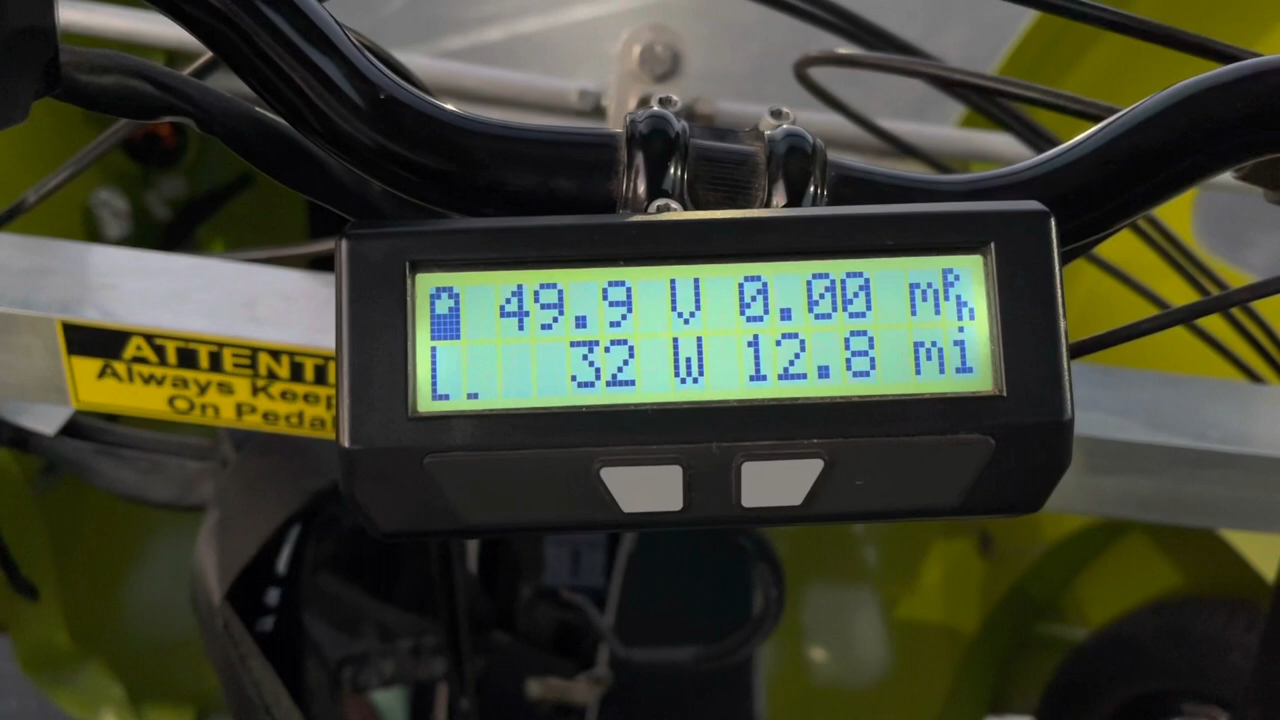 49.9 V 0.00 mph
L. 32 W 12.8 mi
ATTENT
Always Keep
On Pedal